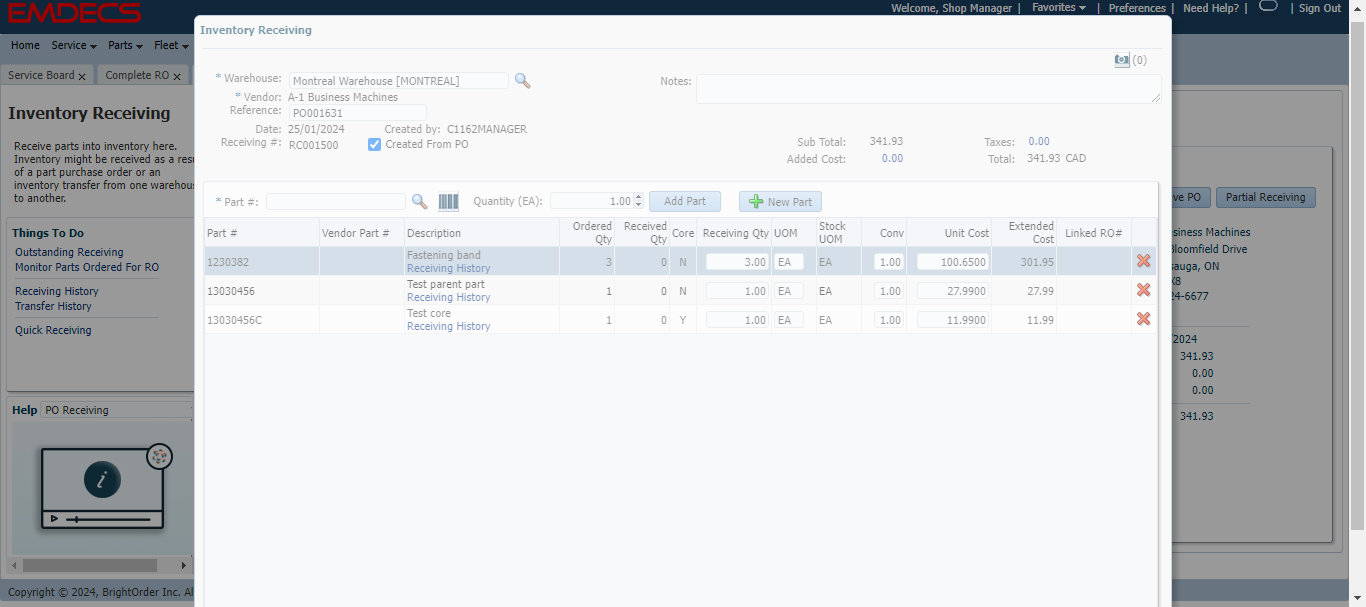 EMDECS
Welcome, Shop Manager | Favorites | Preferences | Need Help? | Sign Out
Home Service Parts Fleet
Service Board x Complete RO x
Inventory Receiving
Receive parts into inventory here.
Inventory might be received as a
of a part purchase order or an
inventory transfer from one
to another.
Things To Do
Outstanding Receiving
Monitor Parts Ordered For RO
Receiving History
Transfer History
Quick Receiving
Help PO Receiving
i
Copyright © 2024, BrightOrder Inc.
Inventory Receiving
(0)
* Warehouse: Montreal Warehouse [MONTREAL] Notes:
* Vendor: A-1 Business Machines
Reference: PO001631
Date: 25/01/2024 Created by: C1162MANAGER
Receiving #: RC001500 Created From PO
Sub Total: 341.93 Taxes: 0.00
Added Cost: 0.00 Total: 341.93 CAD
* Part #: Quantity (EA): 1.00 Add Part New Part
Part # Vendor Part # Description Ordered Qty Received Qty Core Receiving Qty UOM Stock UOM Conv Unit Cost Extended Cost Linked RO#
1230382 Fastening band 3 0 N 3.00 EA EA 1.00 100.6500 301.95
Receiving History
13030456 Test parent part 1 0 N 1.00 EA EA 1.00 27.9900 27.99
Receiving History
13030456C Test core 1 0 Y 1.00 EA EA 1.00 11.9900 11.99
Receiving History
PO Partial Receiving
Machines
Drive
ON
24-6677
/2024
341.93
0.00
0.00
341.93